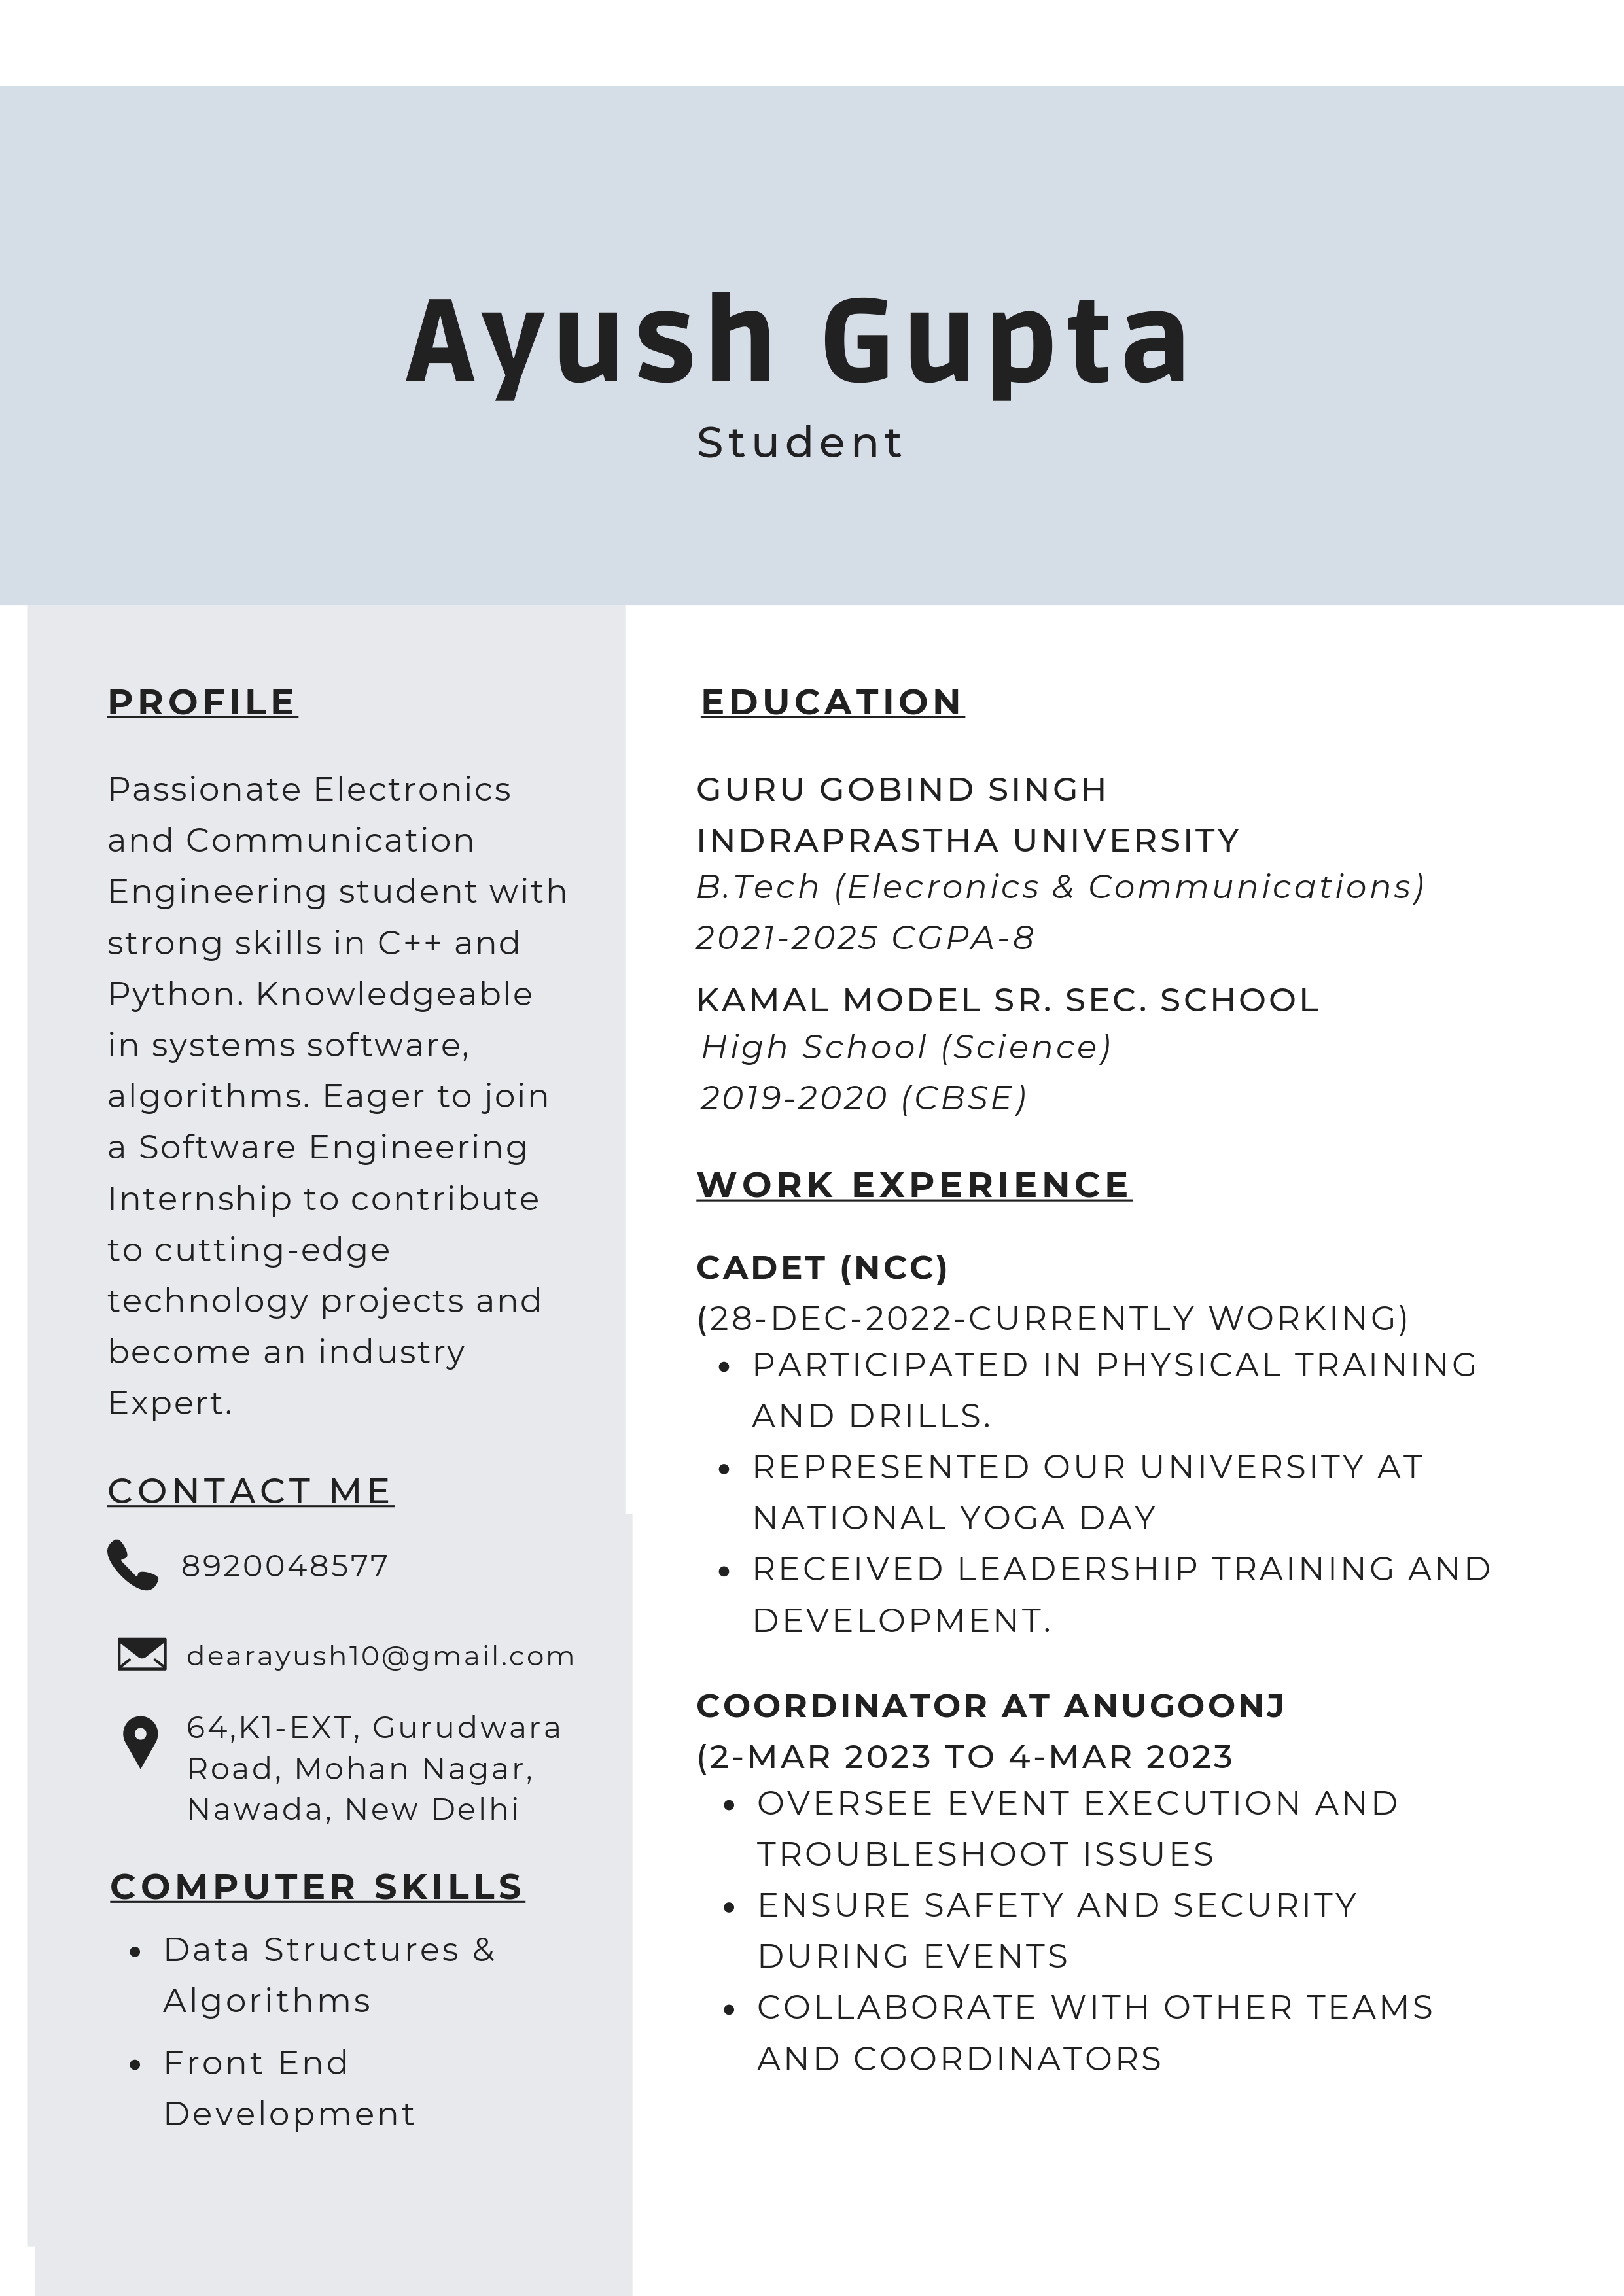 Ayush Gupta
Student
PROFILE
Passionate Electronics
and Communication
Engineering student with
strong skills in C++ and
Python. Knowledgeable
in systems software,
algorithms. Eager to join
a Software Engineering
Internship to contribute
to cutting-edge
technology projects and
become an industry
Expert.
CONTACT ME
8920048577
dearayush10@gmail.com
64,K1-EXT, Gurudwara
Road, Mohan Nagar,
Nawada, New Delhi
COMPUTER SKILLS
• Data Structures &
Algorithms
• Front End
Development
EDUCATION
GURU GOBIND SINGH
INDRAPRASTHA UNIVERSITY
B.Tech (Elecronics & Communications)
2021-2025 CGPA-8
KAMAL MODEL SR. SEC. SCHOOL
High School (Science)
2019-2020 (CBSE)
WORK EXPERIENCE
CADET (NCC)
(28-DEC-2022-CURRENTLY WORKING)
• PARTICIPATED IN PHYSICAL TRAINING
AND DRILLS.
• REPRESENTED OUR UNIVERSITY AT
NATIONAL YOGA DAY
• RECEIVED LEADERSHIP TRAINING AND
DEVELOPMENT.
COORDINATOR AT ANUGOONJ
(2-MAR 2023 TO 4-MAR 2023
• OVERSEE EVENT EXECUTION AND
TROUBLESHOOT ISSUES
• ENSURE SAFETY AND SECURITY
DURING EVENTS
• COLLABORATE WITH OTHER TEAMS
AND COORDINATORS